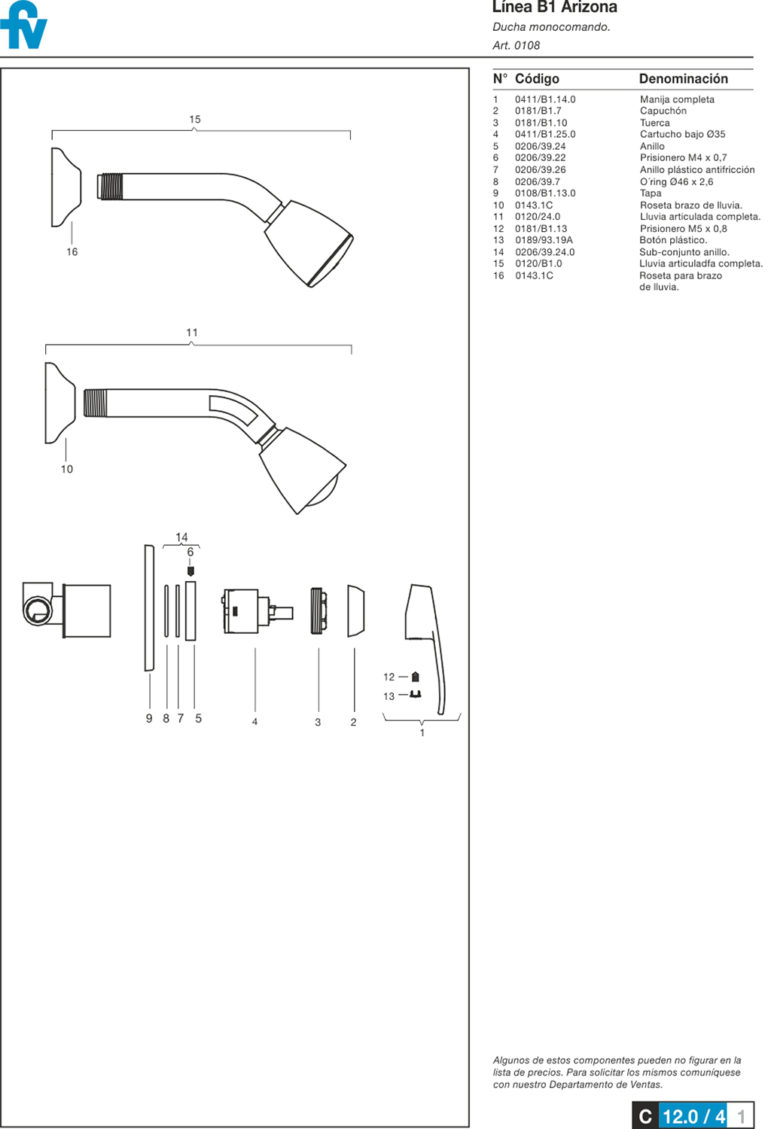 fv
Línea B1 Arizona
Ducha monocomando.
Art. 0108
N° Código Denominación
1 0411/B1.14.0 Manija completa
2 0181/B1.7 Capuchón
3 0181/B1.10 Tuerca
4 0411/B1.25.0 Cartucho bajo Ø35
5 0206/39.24 Anillo
6 0206/39.22 Prisionero M4 x 0,7
7 0206/39.26 Anillo plástico antifricción
8 0206/39.7 O´ring Ø46 x 2,6
9 0108/B1.13.0 Tapa
10 0143.1C Roseta brazo de lluvia.
11 0120/24.0 Lluvia articulada completa.
12 0181/B1.13 Prisionero M5 x 0,8
13 0189/93.19A Botón plástico.
14 0206/39.24.0 Sub-conjunto anillo.
15 0120/B1.0 Lluvia articuladfa completa.
16 0143.1C Roseta para brazo
de lluvia.
15
16
11
10
14
6
12
13
9 8 7 5 4 3 2
1
Algunos de estos componentes pueden no figurar en la
lista de precios. Para solicitar los mismos comuníquese
con nuestro Departamento de Ventas.
C 12.0 / 4 1